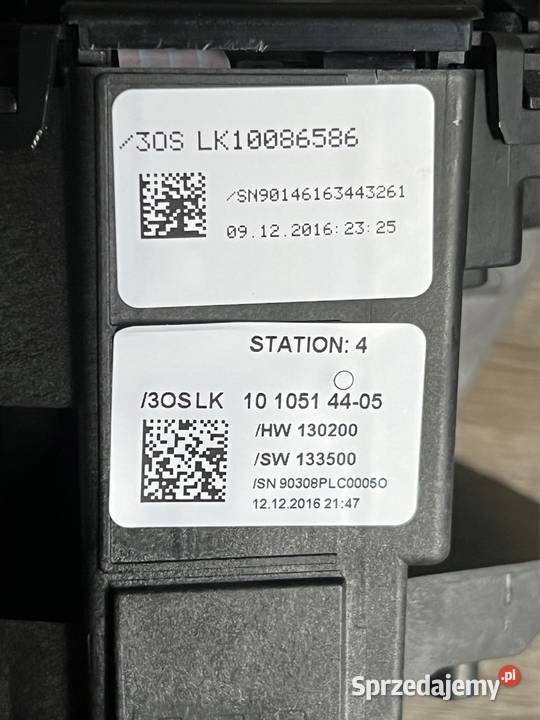 /3OS LK10086586
/SN90146163443261
09.12.2016:23:25
STATION: 4
/3OS LK 10 1051 44-05
/HW 130200
/SW 133500
/SN 90308PLC0005O
12.12.2016 21:47
Sprzedajemy.pl